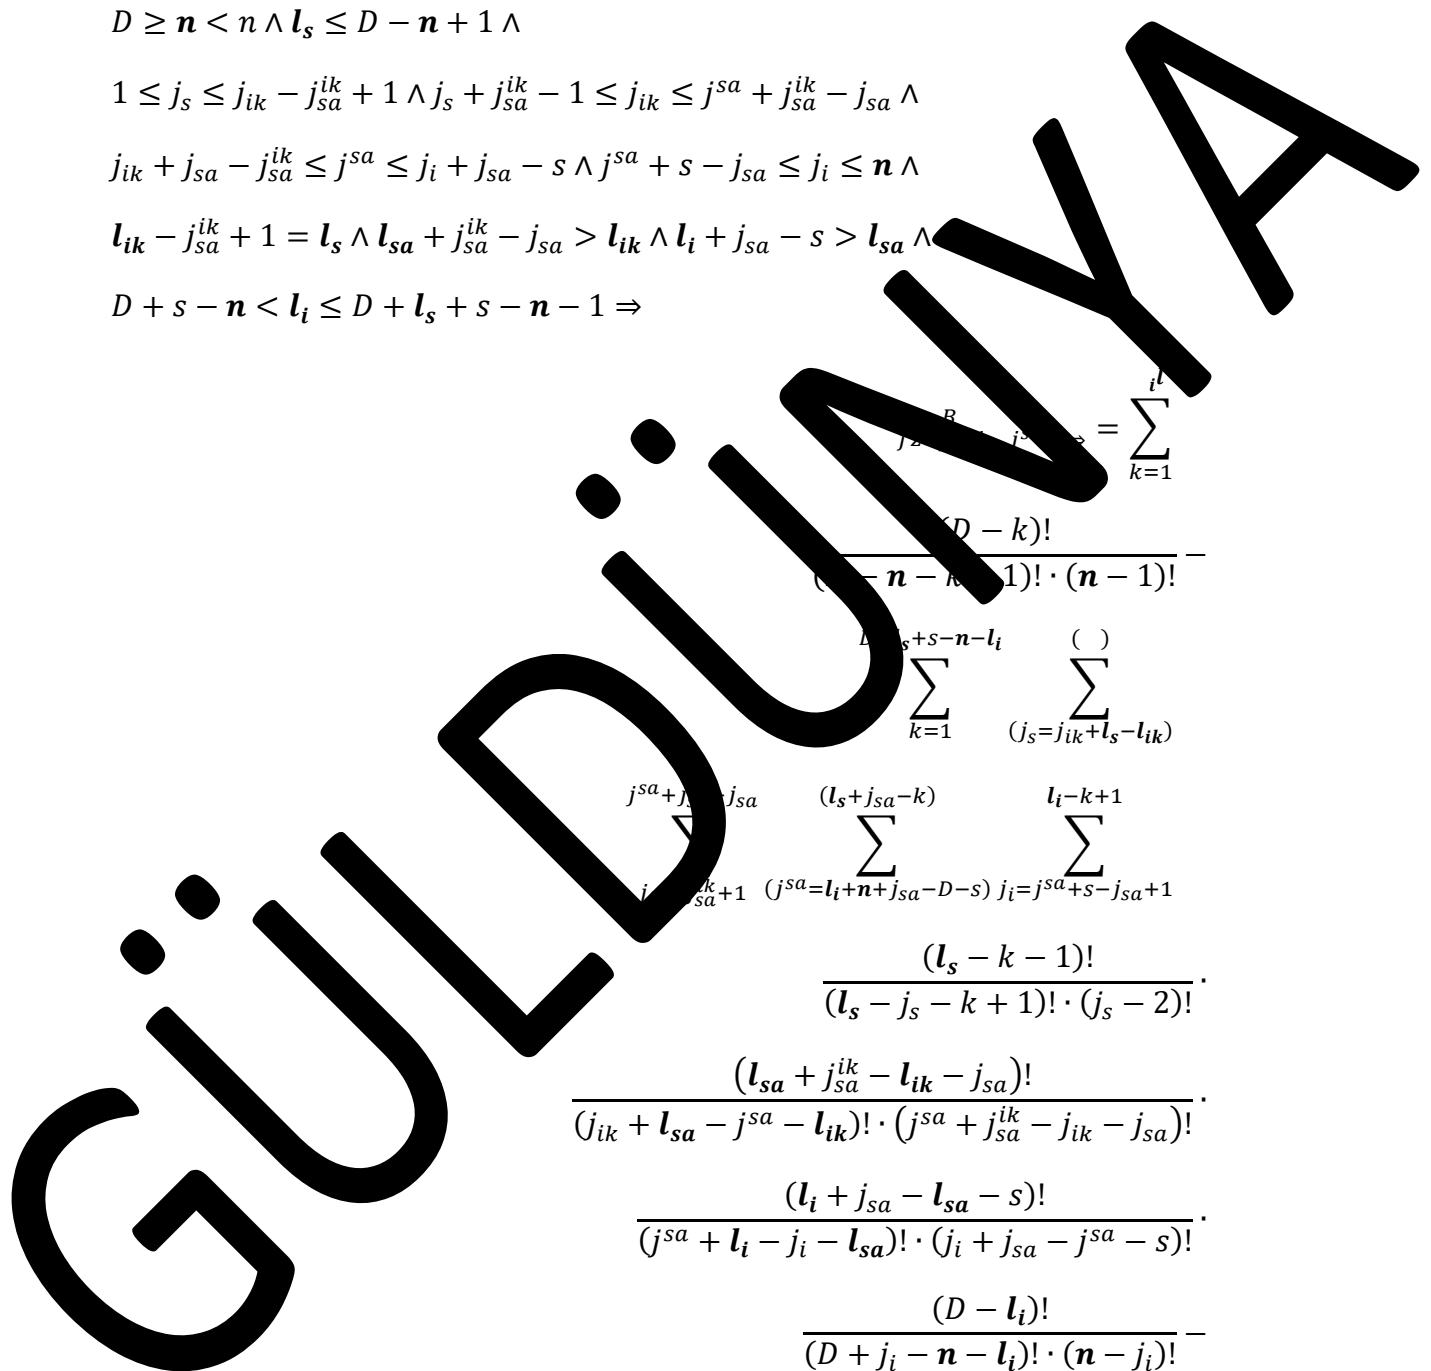 D ≥ n < n ∧ l_s ≤ D − n + 1 ∧
1 ≤ j_s ≤ j_ik − j_sa^ik + 1 ∧ j_s + j_sa^ik − 1 ≤ j_ik ≤ j^sa + j_sa^ik − j_sa ∧
j_ik + j_sa − j_sa^ik ≤ j^sa ≤ j_i + j_sa − s ∧ j^sa + s − j_sa ≤ j_i ≤ n ∧
l_ik − j_sa^ik + 1 = l_s ∧ l_sa + j_sa^ik − j_sa > l_ik ∧ l_i + j_sa − s > l_sa ∧
D + s − n < l_i ≤ D + l_s + s − n − 1 ⇒
= ∑ k=1
(D − k)!
− n − 1)! · (n − 1)! −
s+s−n−l_i ( )
∑ ∑
k=1 (j_s=j_ik+l_s−l_ik)
j^sa+ j_sa (l_s+j_sa−k) l_i−k+1
∑ ∑
+1 (j^sa=l_i+n+j_sa−D−s) j_i=j^sa+s−j_sa+1
(l_s − k − 1)!
(l_s − j_s − k + 1)! · (j_s − 2)! ·
(l_sa + j_sa^ik − l_ik − j_sa)!
(j_ik + l_sa − j^sa − l_ik)! · (j^sa + j_sa^ik − j_ik − j_sa)! ·
(l_i + j_sa − l_sa − s)!
(j^sa + l_i − j_i − l_sa)! · (j_i + j_sa − j^sa − s)! ·
(D − l_i)!
(D + j_i − n − l_i)! · (n − j_i)! −
GÜLDÜNYA